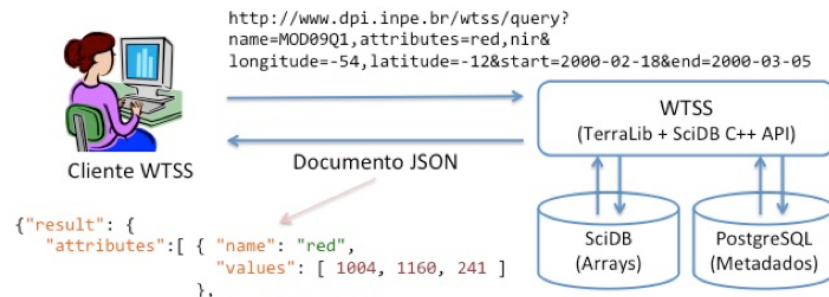 http://www.dpi.inpe.br/wtss/query?
name=MOD09Q1,attributes=red,nir&
longitude=-54,latitude=-12&start=2000-02-18&end=2000-03-05
WTSS
(TerraLib + SciDB C++ API)
Cliente WTSS
Documento JSON
{"result": {
"attributes":[ { "name": "red",
"values": [ 1004, 1160, 241 ]
},
SciDB
(Arrays)
PostgreSQL
(Metadados)